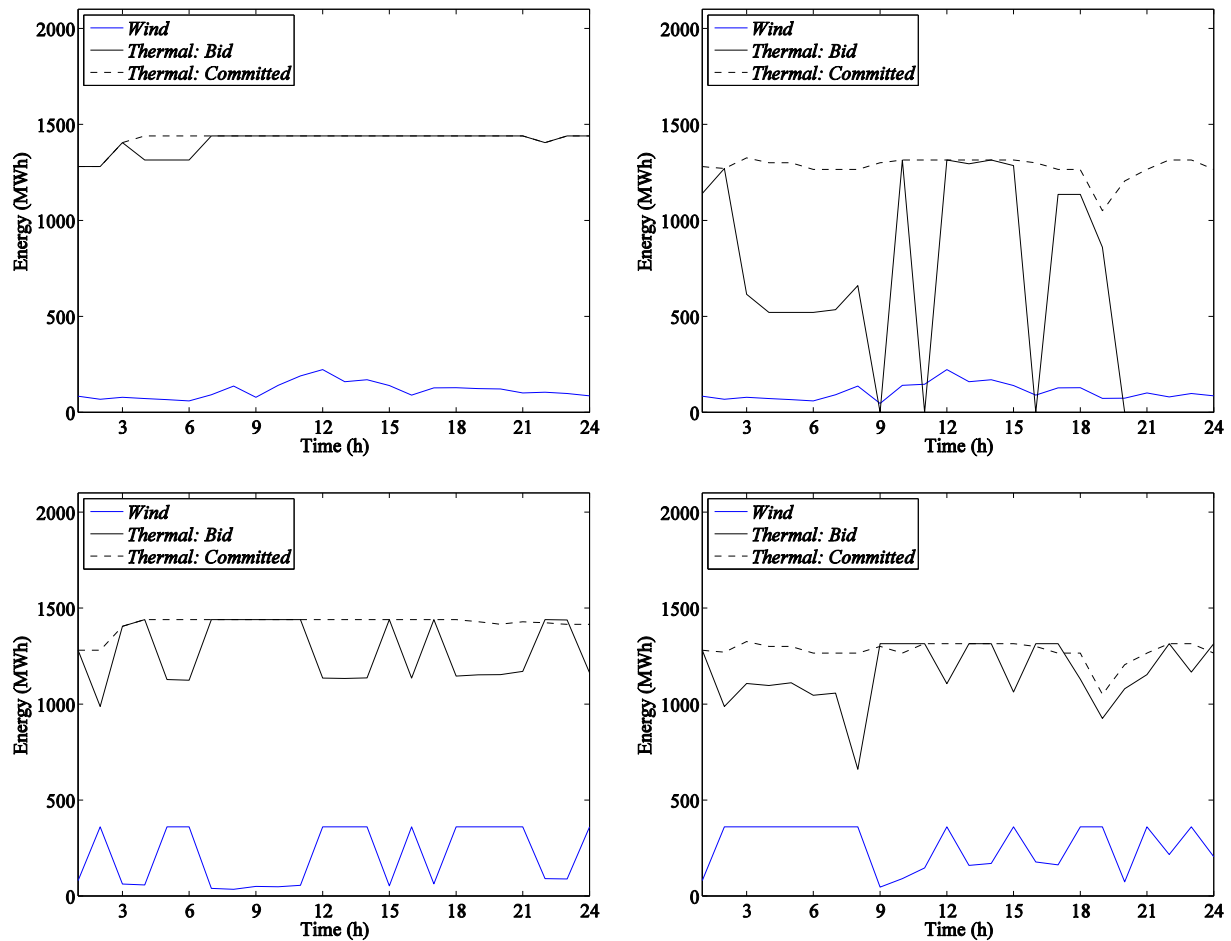 2000
1500
1000
500
0
Energy (MWh)
Wind
Thermal: Bid
Thermal: Committed
3 6 9 12 15 18 21 24
Time (h)
2000
1500
1000
500
0
Energy (MWh)
Wind
Thermal: Bid
Thermal: Committed
3 6 9 12 15 18 21 24
Time (h)
2000
1500
1000
500
0
Energy (MWh)
Wind
Thermal: Bid
Thermal: Committed
3 6 9 12 15 18 21 24
Time (h)
2000
1500
1000
500
0
Energy (MWh)
Wind
Thermal: Bid
Thermal: Committed
3 6 9 12 15 18 21 24
Time (h)